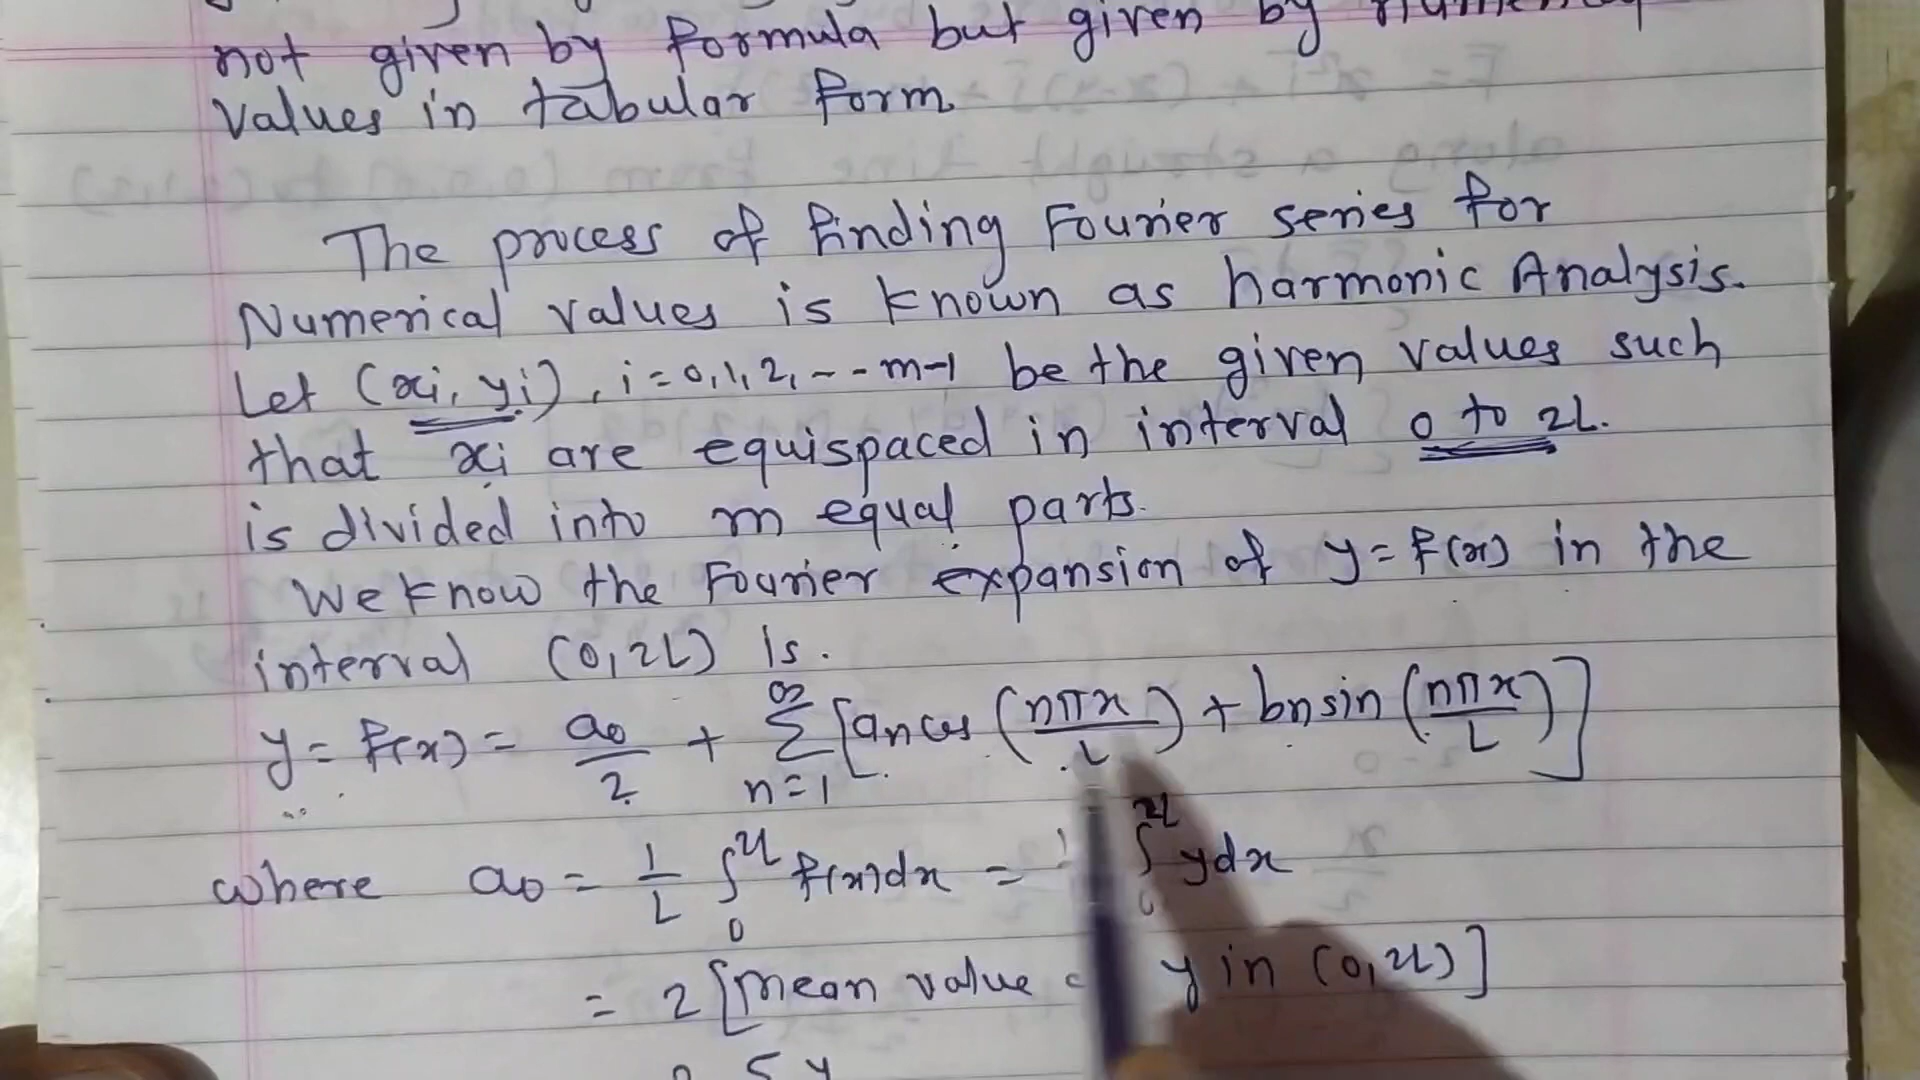 not given by formula but given by
values in tabular form
The process of finding Fourier series for
Numerical values is known as harmonic Analysis.
Let (xi, yi), i=0,1,2,---m-1 be the given values such
that xi are equispaced in interval 0 to 2L.
is divided into m equal parts.
We know the Fourier expansion of y=f(x) in the
interval (0,2L) is.
y = f(x) = a0/2 + ∞Σn=1 [an cos (nπx/L) + bn sin (nπx/L)]
where a0 = 1/L ∫0^2L f(x)dx = ∫^2L ydx
= 2 [mean value y in (0,2L)]